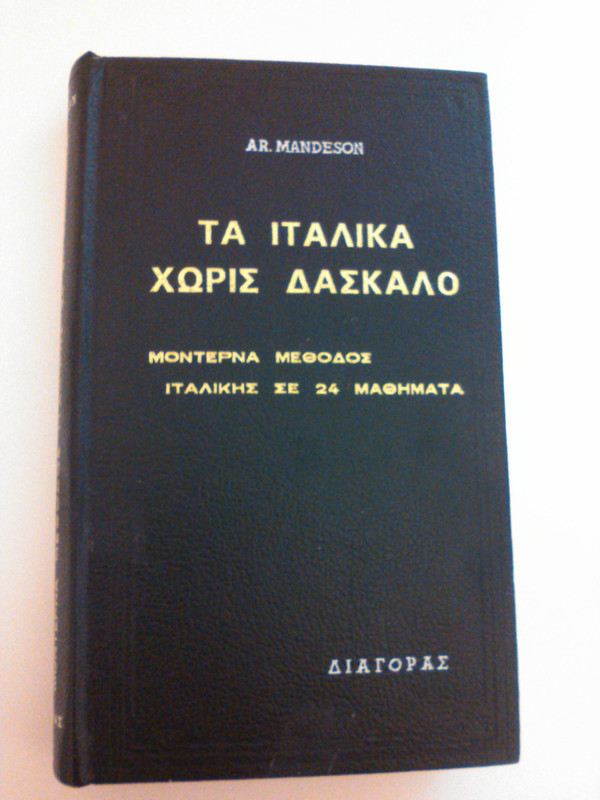 AR. MANDESON
ΤΑ ΙΤΑΛΙΚΑ
ΧΩΡΙΣ ΔΑΣΚΑΛΟ
ΜΟΝΤΕΡΝΑ ΜΕΘΟΔΟΣ
ΙΤΑΛΙΚΗΣ ΣΕ 24 ΜΑΘΗΜΑΤΑ
ΔΙΑΓΟΡΑΣ